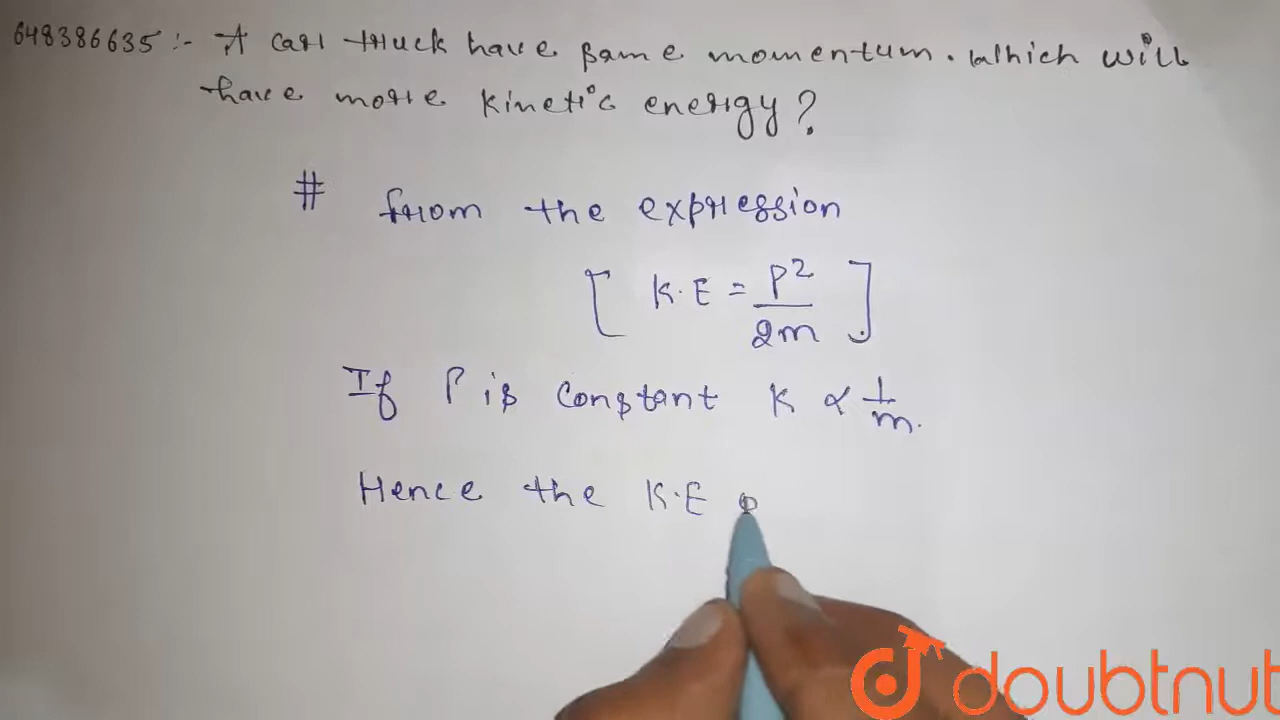 648386635 :- A car truck have same momentum. Which will
have more kinetic energy?
# from the expression
[ K.E = P²/2m ]
If P is constant K ∝ 1/m.
Hence the K.E
doubtnut